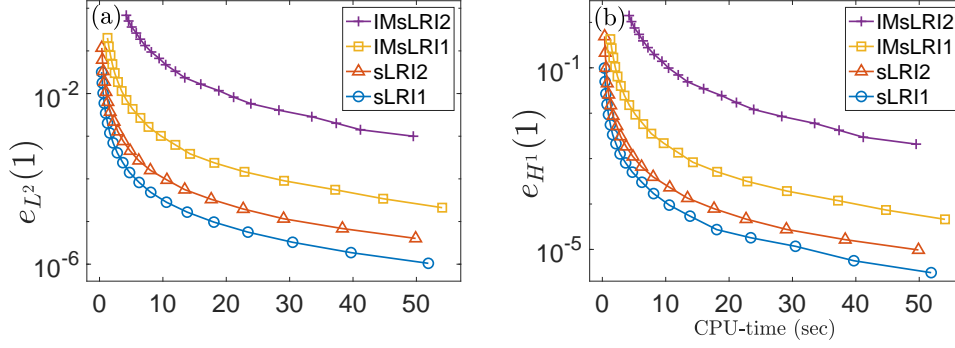 (a)
IMsLRI2
IMsLRI1
sLRI2
sLRI1
10^-2
10^-6
e_{L^2}(1)
0 10 20 30 40 50
(b)
IMsLRI2
IMsLRI1
sLRI2
sLRI1
10^-1
10^-5
e_{H^1}(1)
0 10 20 30 40 50
CPU-time (sec)